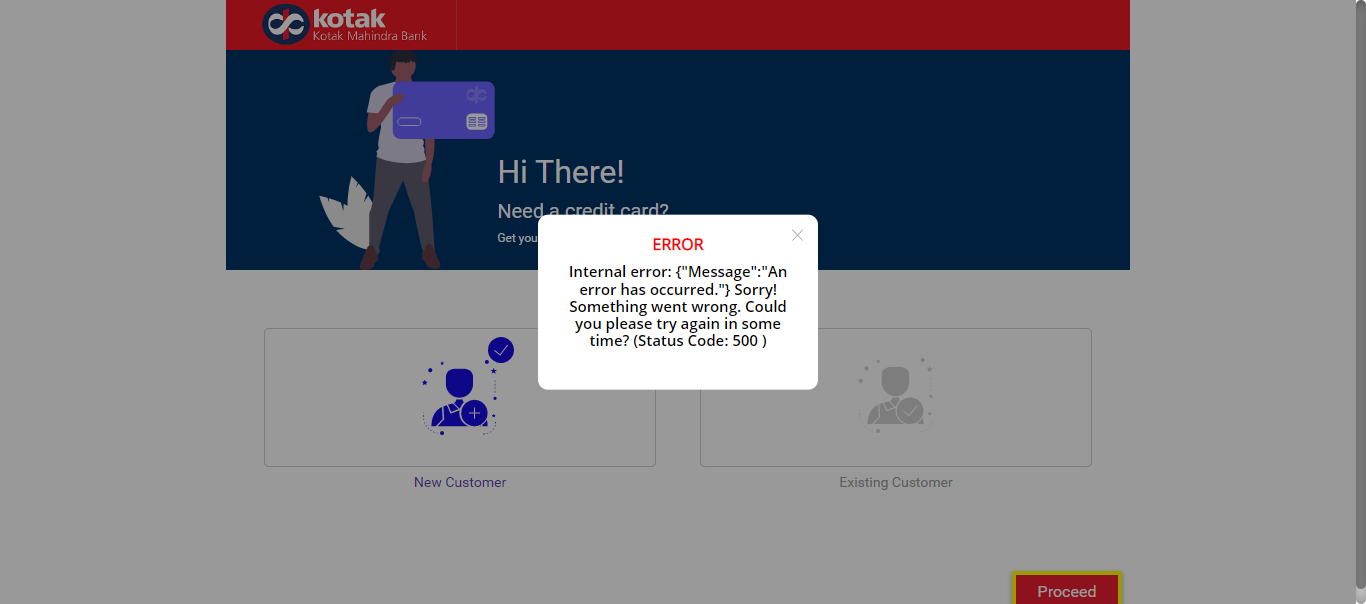 kotak
Kotak Mahindra Bank
Hi There!
Need a credit card?
Get you
ERROR
Internal error: {"Message":"An
error has occurred."} Sorry!
Something went wrong. Could
you please try again in some
time? (Status Code: 500 )
New Customer
Existing Customer
Proceed